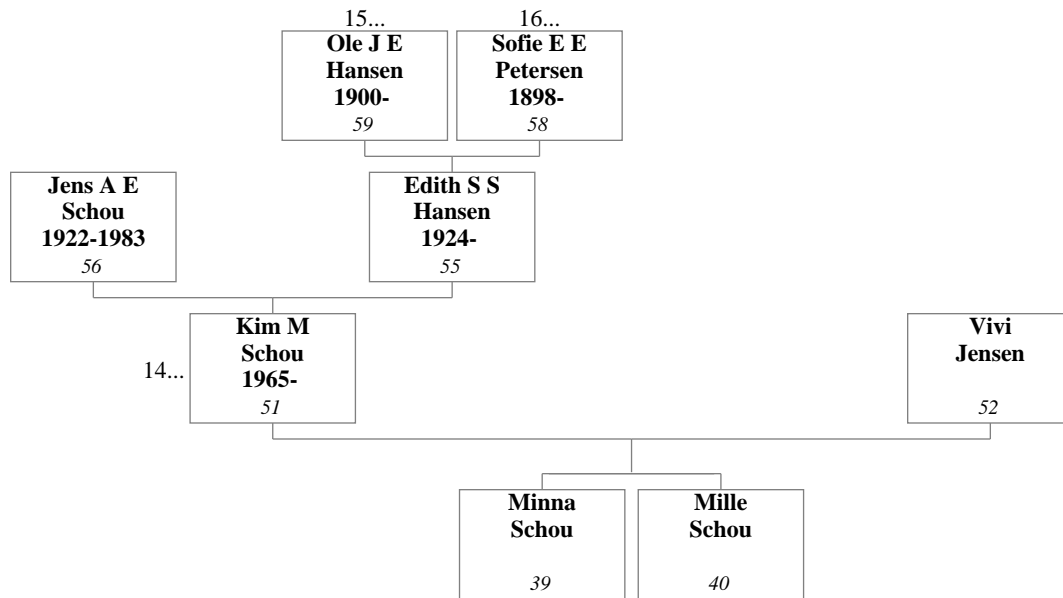 15...
16...
Ole J E
Hansen
1900-
59
Sofie E E
Petersen
1898-
58
Jens A E
Schou
1922-1983
56
Edith S S
Hansen
1924-
55
14...
Kim M
Schou
1965-
51
Vivi
Jensen
52
Minna
Schou
39
Mille
Schou
40